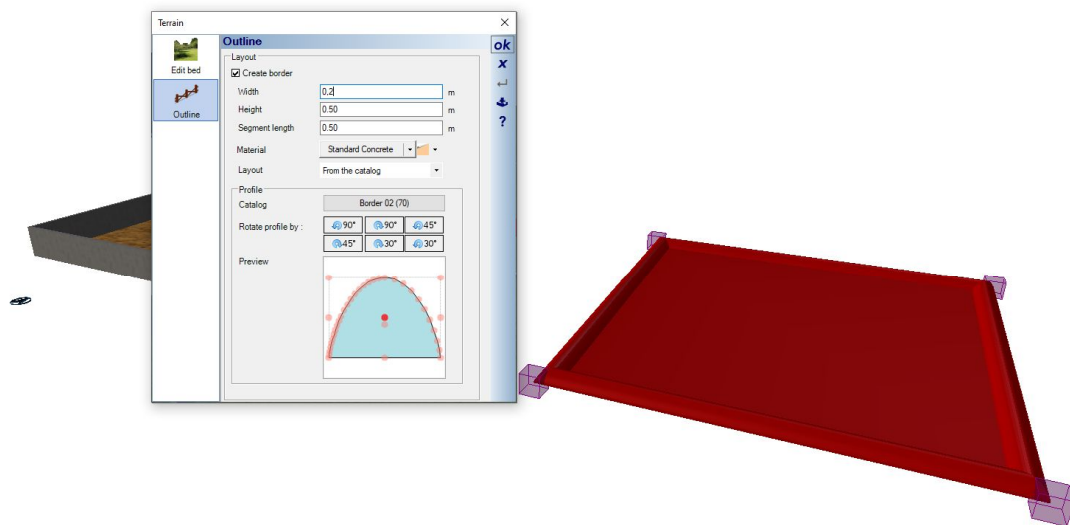 Terrain
Edit bed
Outline
Outline
ok
x
?
Layout
Create border
Width 0.2 m
Height 0.50 m
Segment length 0.50 m
Material Standard Concrete
Layout From the catalog
Profile
Catalog Border 02 (70)
Rotate profile by : 90° 90° 45°
45° 30° 30°
Preview